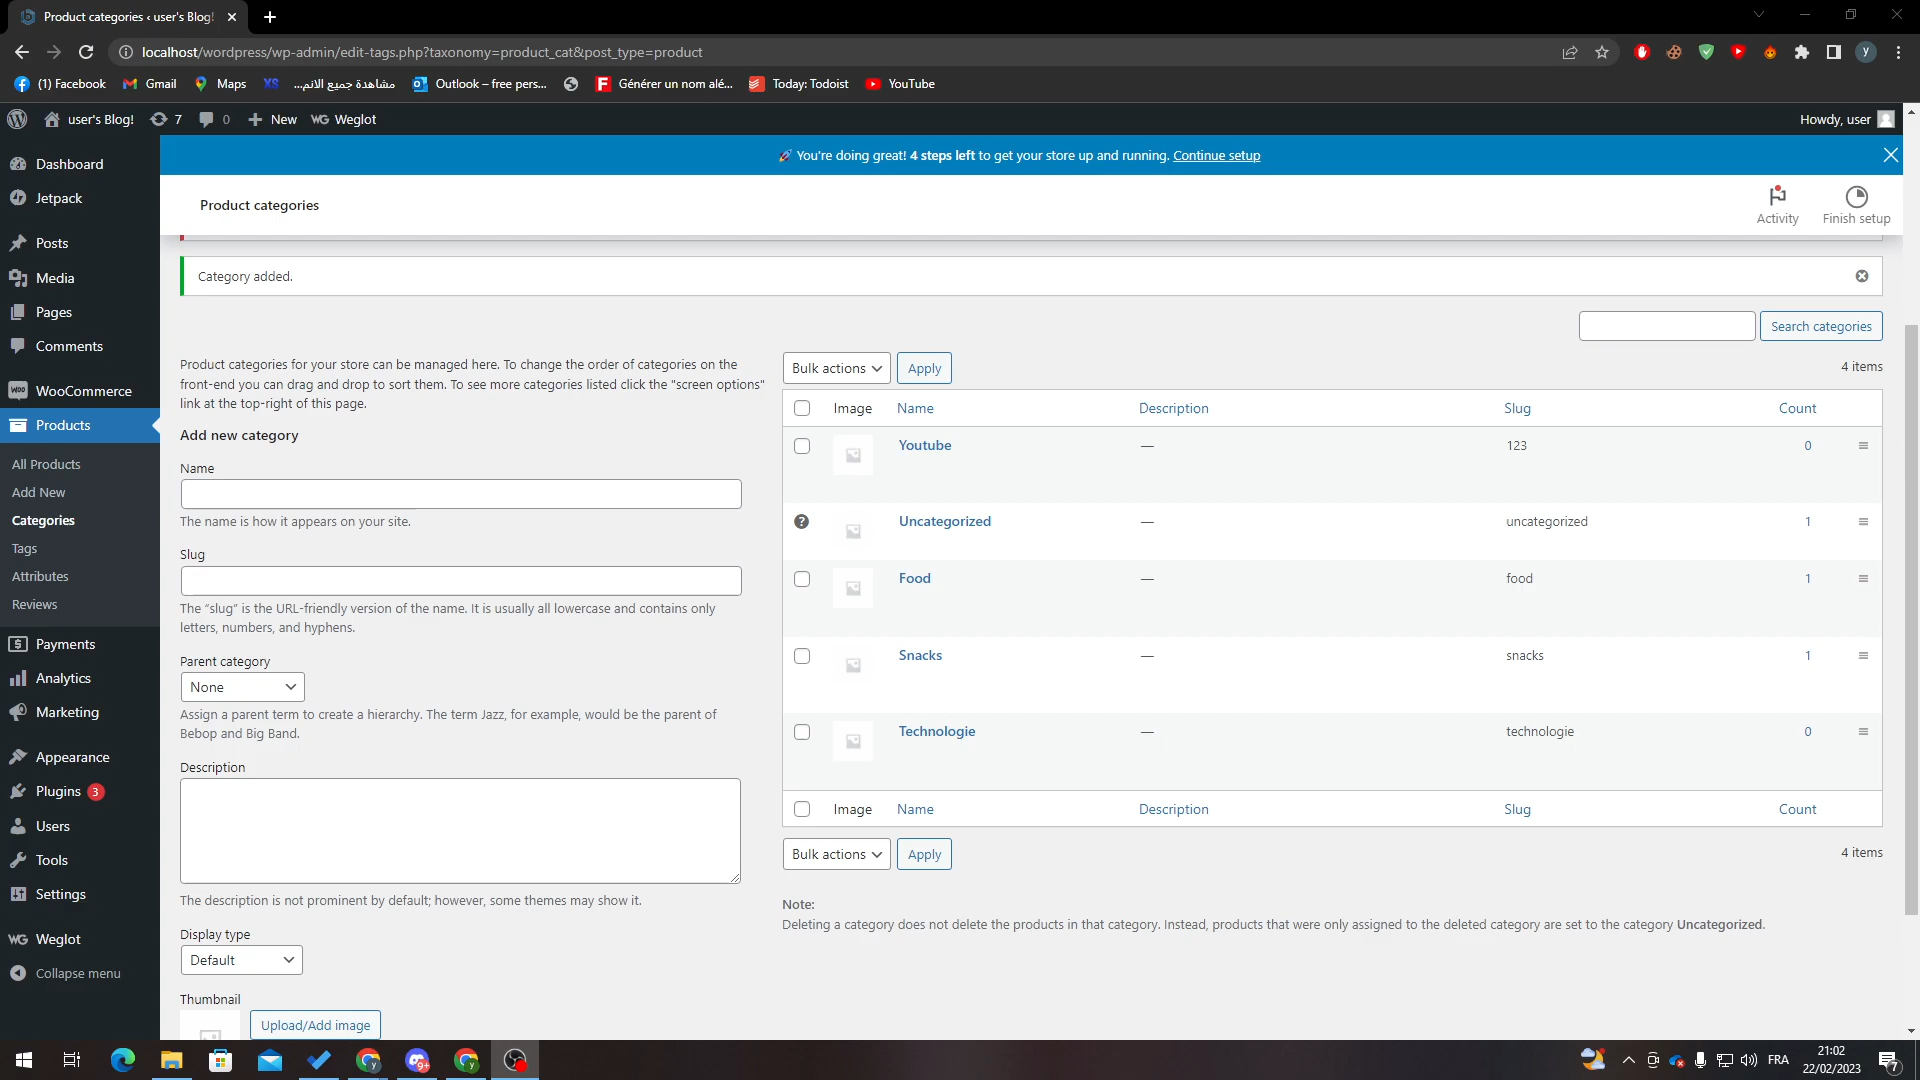 Product categories ‹ user's Blog!
localhost/wordpress/wp-admin/edit-tags.php?taxonomy=product_cat&post_type=product
y
(1) Facebook
Gmail
Maps
XS
مشاهدة جميع الانم...
Outlook – free pers...
Générer un nom alé...
Today: Todoist
YouTube
user's Blog!
7
0
New
WG Weglot
Howdy, user
You're doing great! 4 steps left to get your store up and running. Continue setup
Dashboard
Jetpack
Posts
Media
Pages
Comments
WooCommerce
Products
All Products
Add New
Categories
Tags
Attributes
Reviews
Payments
Analytics
Marketing
Appearance
Plugins 3
Users
Tools
Settings
WG Weglot
Collapse menu
Product categories
Activity
Finish setup
Category added.
Search categories
Product categories for your store can be managed here. To change the order of categories on the
front-end you can drag and drop to sort them. To see more categories listed click the "screen options"
link at the top-right of this page.
Add new category
Name
The name is how it appears on your site.
Slug
The “slug” is the URL-friendly version of the name. It is usually all lowercase and contains only
letters, numbers, and hyphens.
Parent category
None
Assign a parent term to create a hierarchy. The term Jazz, for example, would be the parent of
Bebop and Big Band.
Description
The description is not prominent by default; however, some themes may show it.
Display type
Default
Thumbnail
Upload/Add image
Bulk actions
Apply
4 items
Image Name Description Slug Count
Youtube — 123 0
Uncategorized — uncategorized 1
Food — food 1
Snacks — snacks 1
Technologie — technologie 0
Image Name Description Slug Count
Bulk actions
Apply
4 items
Note:
Deleting a category does not delete the products in that category. Instead, products that were only assigned to the deleted category are set to the category Uncategorized.
9+
FRA
21:02
22/02/2023
7